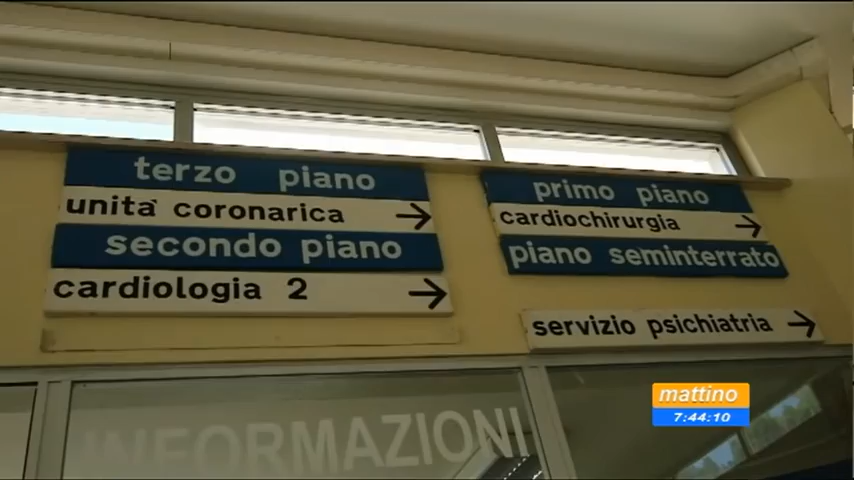 terzo piano
unità coronarica
secondo piano
cardiologia 2
primo piano
cardiochirurgia
piano seminterrato
servizio psichiatria
INFORMAZIONI
mattino
7:44:10